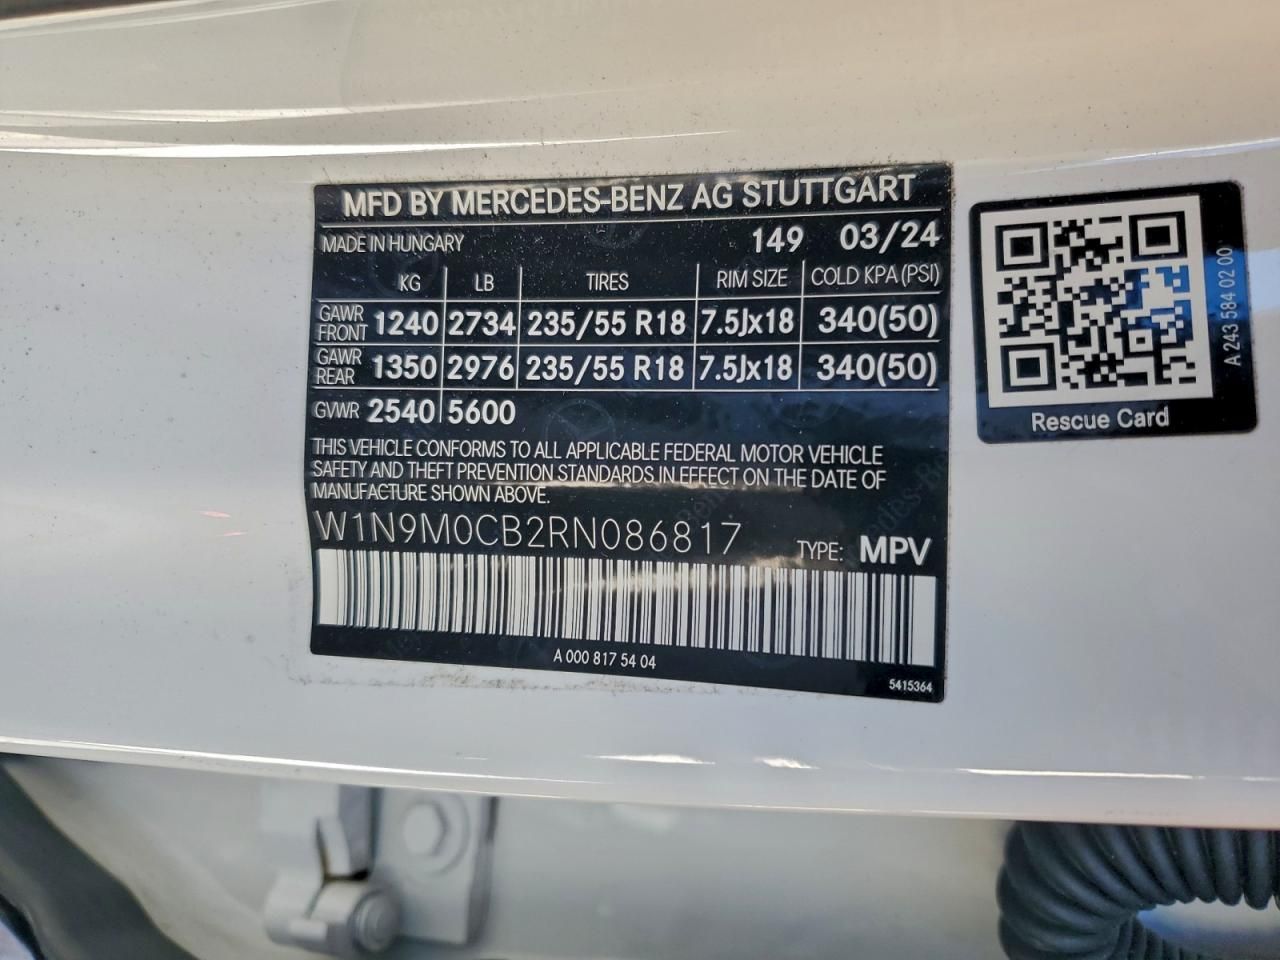 MFD BY MERCEDES-BENZ AG STUTTGART
MADE IN HUNGARY 149 03/24
KG LB TIRES RIM SIZE COLD KPA (PSI)
GAWR FRONT 1240 2734 235/55 R18 7.5Jx18 340(50)
GAWR REAR 1350 2976 235/55 R18 7.5Jx18 340(50)
GVWR 2540 5600
THIS VEHICLE CONFORMS TO ALL APPLICABLE FEDERAL MOTOR VEHICLE
SAFETY AND THEFT PREVENTION STANDARDS IN EFFECT ON THE DATE OF
MANUFACTURE SHOWN ABOVE.
W1N9M0CB2RN086817 TYPE: MPV
A 000 817 54 04
5415364
A 243 584 02 00
Rescue Card